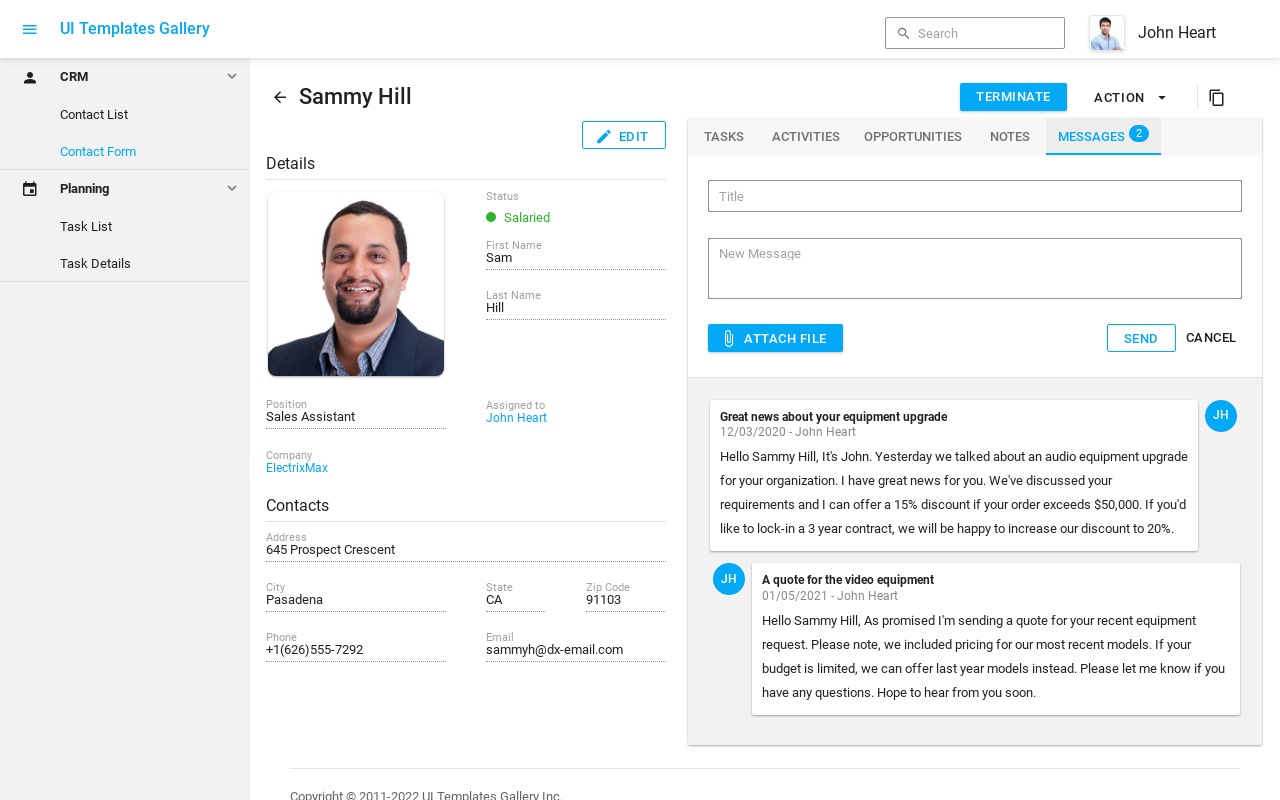 UI Templates Gallery
Search
John Heart
CRM
Contact List
Contact Form
Planning
Task List
Task Details
Sammy Hill
TERMINATE
ACTION
EDIT
Details
Status
Salaried
First Name
Sam
Last Name
Hill
Position
Sales Assistant
Assigned to
John Heart
Company
ElectrixMax
Contacts
Address
645 Prospect Crescent
City
Pasadena
State
CA
Zip Code
91103
Phone
+1(626)555-7292
Email
sammyh@dx-email.com
TASKS
ACTIVITIES
OPPORTUNITIES
NOTES
MESSAGES 2
Title
New Message
ATTACH FILE
SEND
CANCEL
Great news about your equipment upgrade
12/03/2020 - John Heart
Hello Sammy Hill, It's John. Yesterday we talked about an audio equipment upgrade
for your organization. I have great news for you. We've discussed your
requirements and I can offer a 15% discount if your order exceeds $50,000. If you'd
like to lock-in a 3 year contract, we will be happy to increase our discount to 20%.
JH
JH
A quote for the video equipment
01/05/2021 - John Heart
Hello Sammy Hill, As promised I'm sending a quote for your recent equipment
request. Please note, we included pricing for our most recent models. If your
budget is limited, we can offer last year models instead. Please let me know if you
have any questions. Hope to hear from you soon.
Copyright © 2011-2022 UI Templates Gallery Inc.